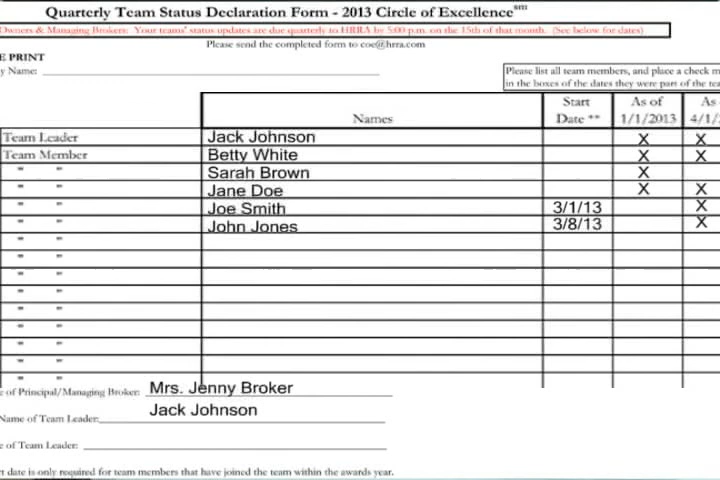 Quarterly Team Status Declaration Form - 2013 Circle of Excellence℠
Owners & Managing Brokers: Your teams' status updates are due quarterly to HRRA by 5:00 p.m. on the 15th of that month. (See below for dates)
Please send the completed form to coe@hrra.com
E PRINT
y Name:
Please list all team members, and place a check m
in the boxes of the dates they were part of the tea
Names Start Date ** As of 1/1/2013 As 4/1/
Team Leader Jack Johnson X X
Team Member Betty White X X
" " Sarah Brown X
" " Jane Doe X X
" " Joe Smith 3/1/13 X
" " John Jones 3/8/13 X
" "
" "
" "
" "
" "
" "
" "
" "
" "
e of Principal/Managing Broker: Mrs. Jenny Broker
Name of Team Leader: Jack Johnson
e of Team Leader:
t date is only required for team members that have joined the team within the awards year.